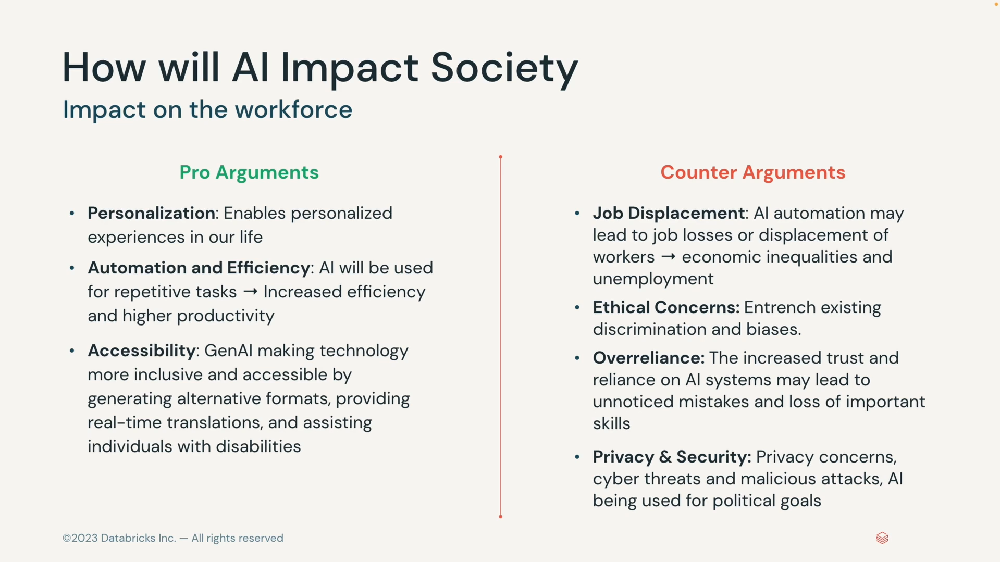 How will AI Impact Society
Impact on the workforce
Pro Arguments
• Personalization: Enables personalized
experiences in our life
• Automation and Efficiency: AI will be used
for repetitive tasks → Increased efficiency
and higher productivity
• Accessibility: GenAI making technology
more inclusive and accessible by
generating alternative formats, providing
real-time translations, and assisting
individuals with disabilities
Counter Arguments
• Job Displacement: AI automation may
lead to job losses or displacement of
workers → economic inequalities and
unemployment
• Ethical Concerns: Entrench existing
discrimination and biases.
• Overreliance: The increased trust and
reliance on AI systems may lead to
unnoticed mistakes and loss of important
skills
• Privacy & Security: Privacy concerns,
cyber threats and malicious attacks, AI
being used for political goals
©2023 Databricks Inc. — All rights reserved